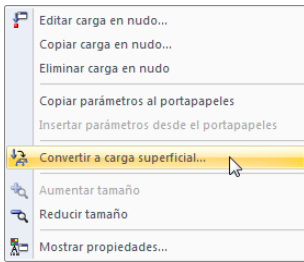 Editar carga en nudo...
Copiar carga en nudo...
Eliminar carga en nudo
Copiar parámetros al portapapeles
Insertar parámetros desde el portapapeles
Convertir a carga superficial...
Aumentar tamaño
Reducir tamaño
Mostrar propiedades...